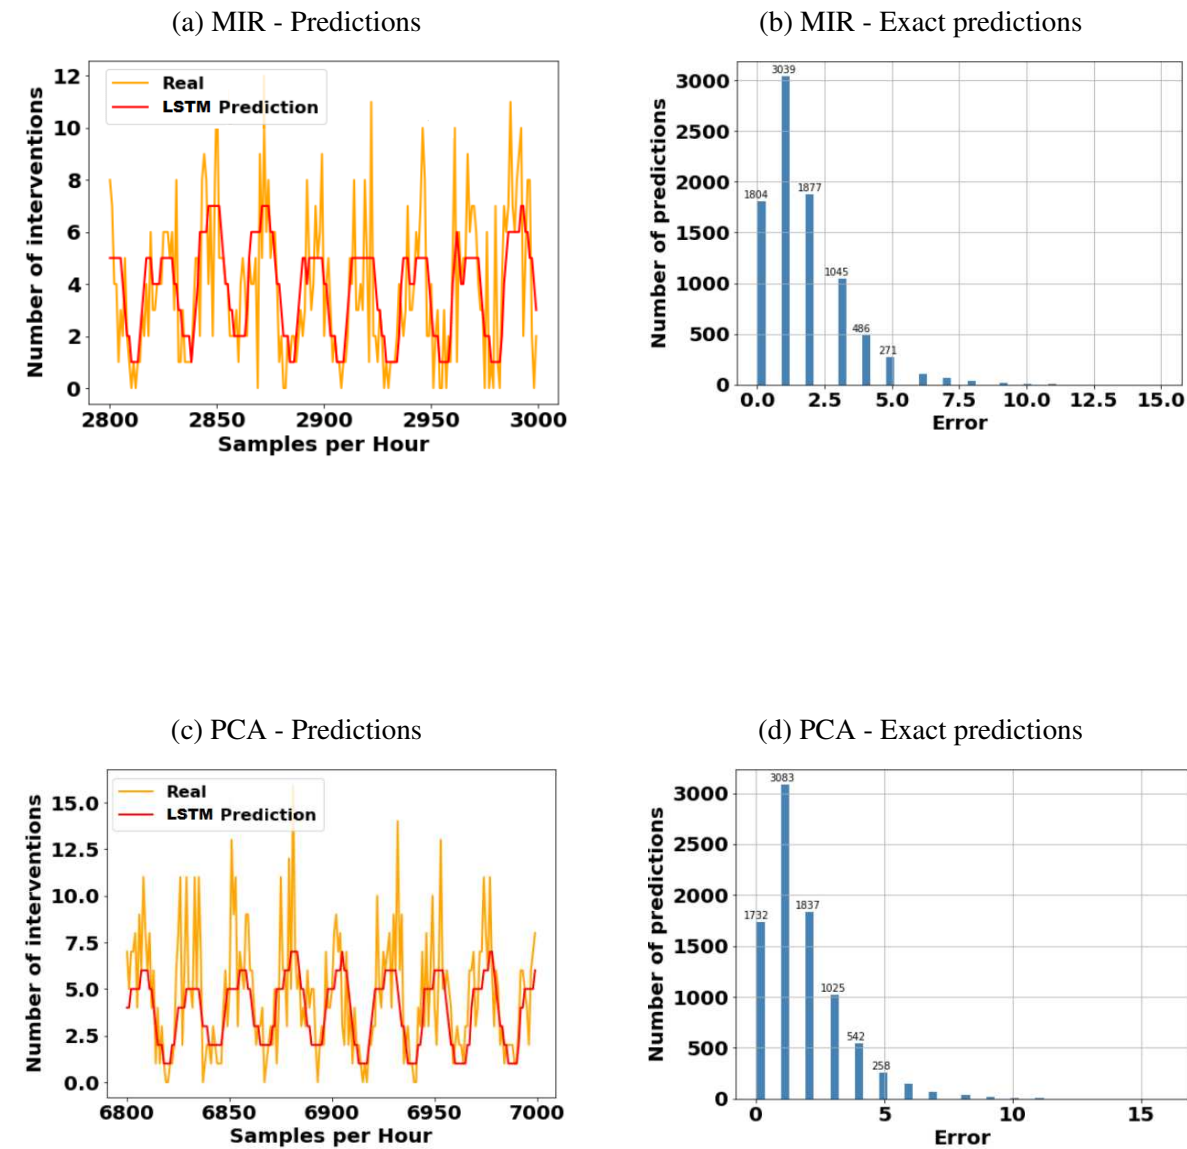 (a) MIR - Predictions
(b) MIR - Exact predictions
Real
LSTM Prediction
12
10
8
6
4
2
0
Number of interventions
2800 2850 2900 2950 3000
Samples per Hour
3000
2500
2000
1500
1000
500
0
Number of predictions
1804
3039
1877
1045
486
271
0.0 2.5 5.0 7.5 10.0 12.5 15.0
Error
(c) PCA - Predictions
(d) PCA - Exact predictions
Real
LSTM Prediction
15.0
12.5
10.0
7.5
5.0
2.5
0.0
Number of interventions
6800 6850 6900 6950 7000
Samples per Hour
3000
2500
2000
1500
1000
500
0
Number of predictions
1732
3083
1837
1025
542
258
0 5 10 15
Error